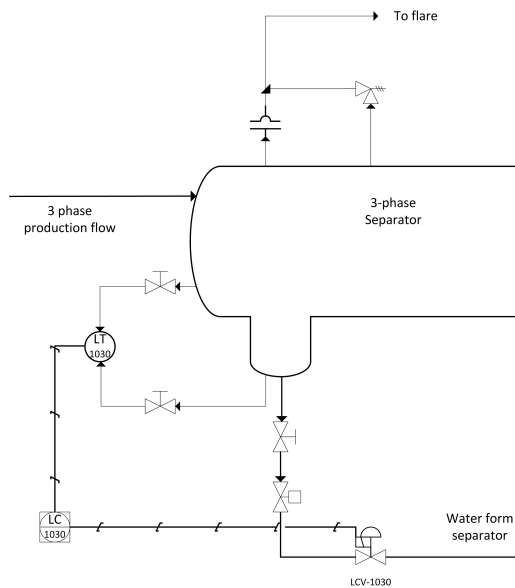 To flare
3-phase
Separator
3 phase
production flow
LT
1030
LC
1030
Water form
separator
LCV-1030